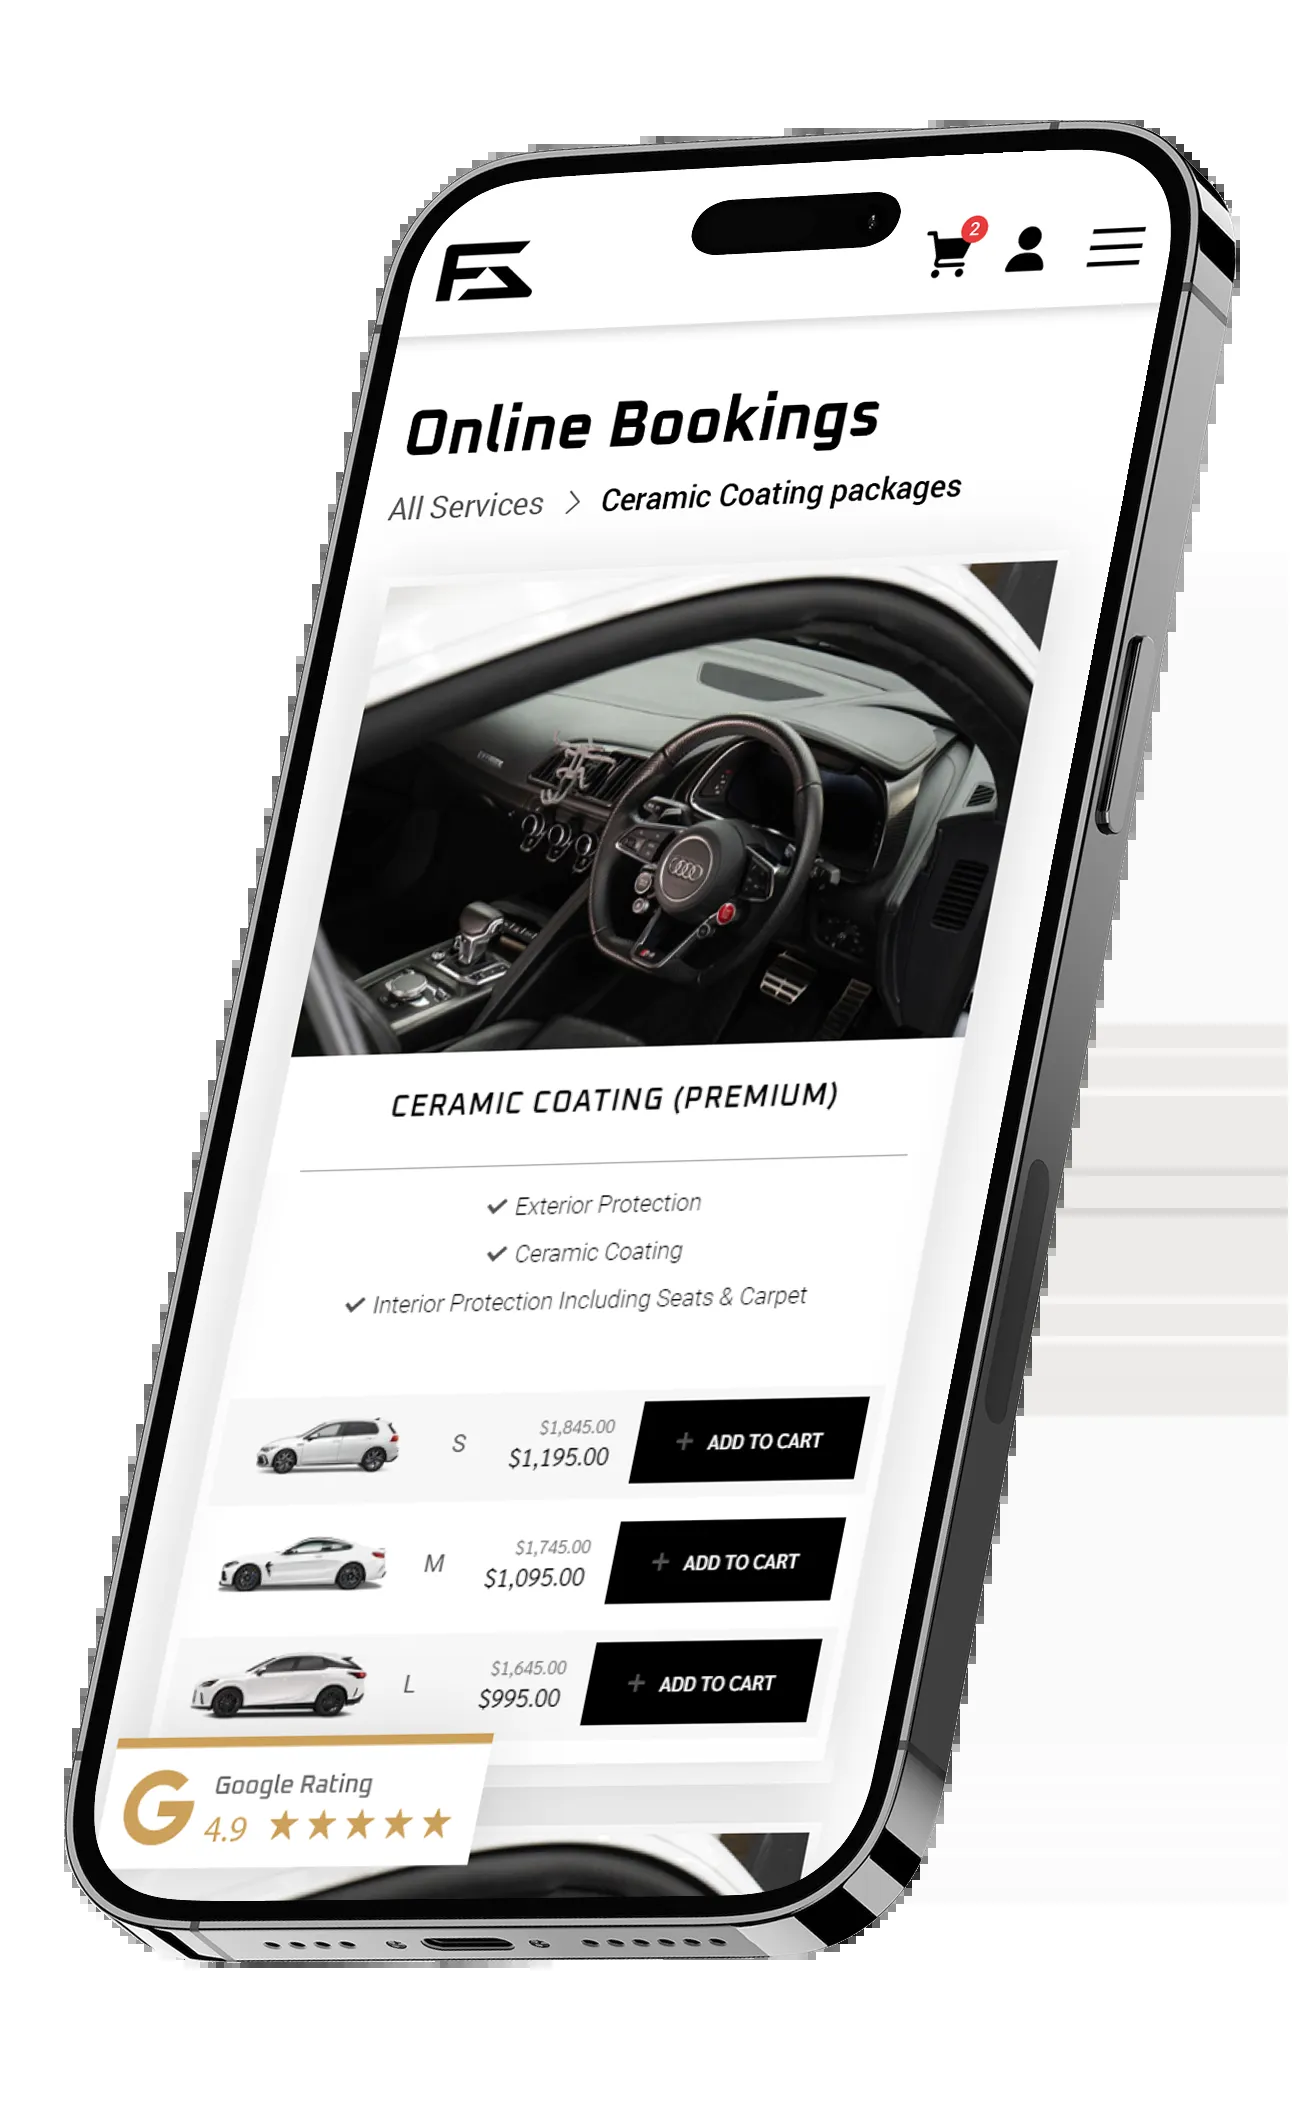 FS
2
Online Bookings
All Services > Ceramic Coating packages
CERAMIC COATING (PREMIUM)
✓ Exterior Protection
✓ Ceramic Coating
✓ Interior Protection Including Seats & Carpet
S $1,845.00 $1,195.00 + ADD TO CART
M $1,745.00 $1,095.00 + ADD TO CART
L $1,645.00 $995.00 + ADD TO CART
G Google Rating
4.9 ★★★★★